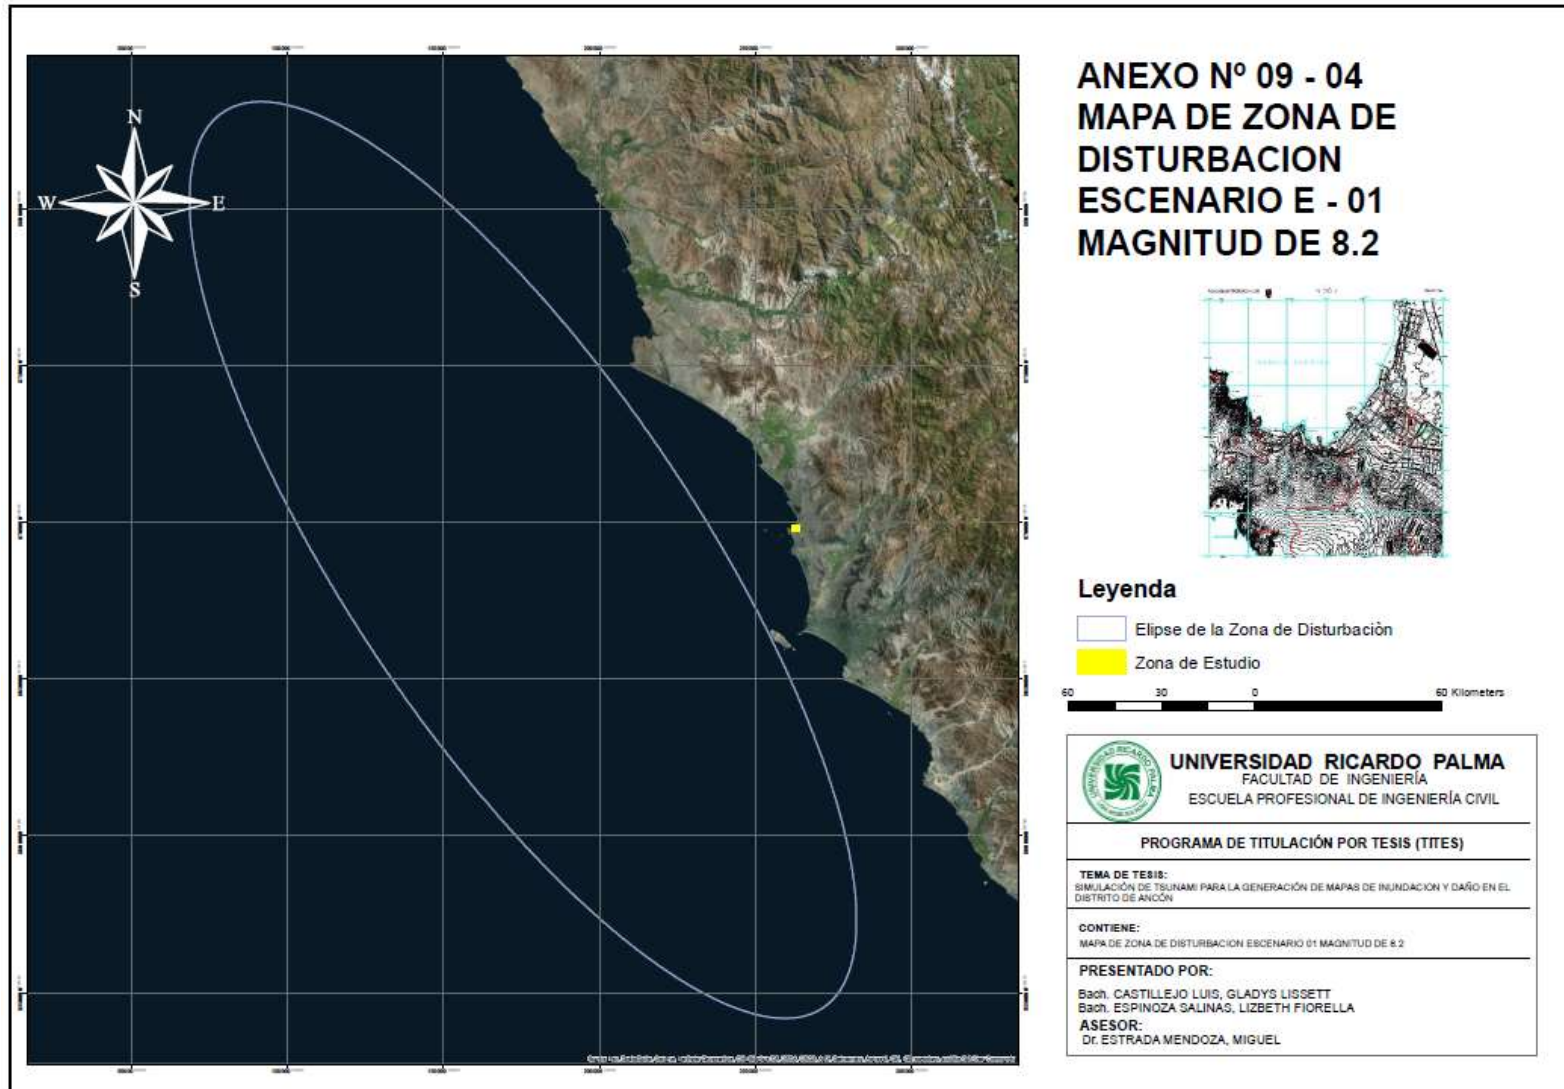 ANEXO Nº 09 - 04
MAPA DE ZONA DE
DISTURBACION
ESCENARIO E - 01
MAGNITUD DE 8.2
N
W
E
S
Leyenda
Elipse de la Zona de Disturbaciòn
Zona de Estudio
60 30 0 60 Kilometers
UNIVERSIDAD RICARDO PALMA
FACULTAD DE INGENIERÍA
ESCUELA PROFESIONAL DE INGENIERÍA CIVIL
PROGRAMA DE TITULACIÓN POR TESIS (TITES)
TEMA DE TESIS:
SIMULACIÓN DE TSUNAMI PARA LA GENERACIÓN DE MAPAS DE INUNDACION Y DAÑO EN EL
DISTRITO DE ANCÓN
CONTIENE:
MAPA DE ZONA DE DISTURBACION ESCENARIO 01 MAGNITUD DE 8.2
PRESENTADO POR:
Bach. CASTILLEJO LUIS, GLADYS LISSETT
Bach. ESPINOZA SALINAS, LIZBETH FIORELLA
ASESOR:
Dr. ESTRADA MENDOZA, MIGUEL
UNIVERSIDAD RICARDO PALMA